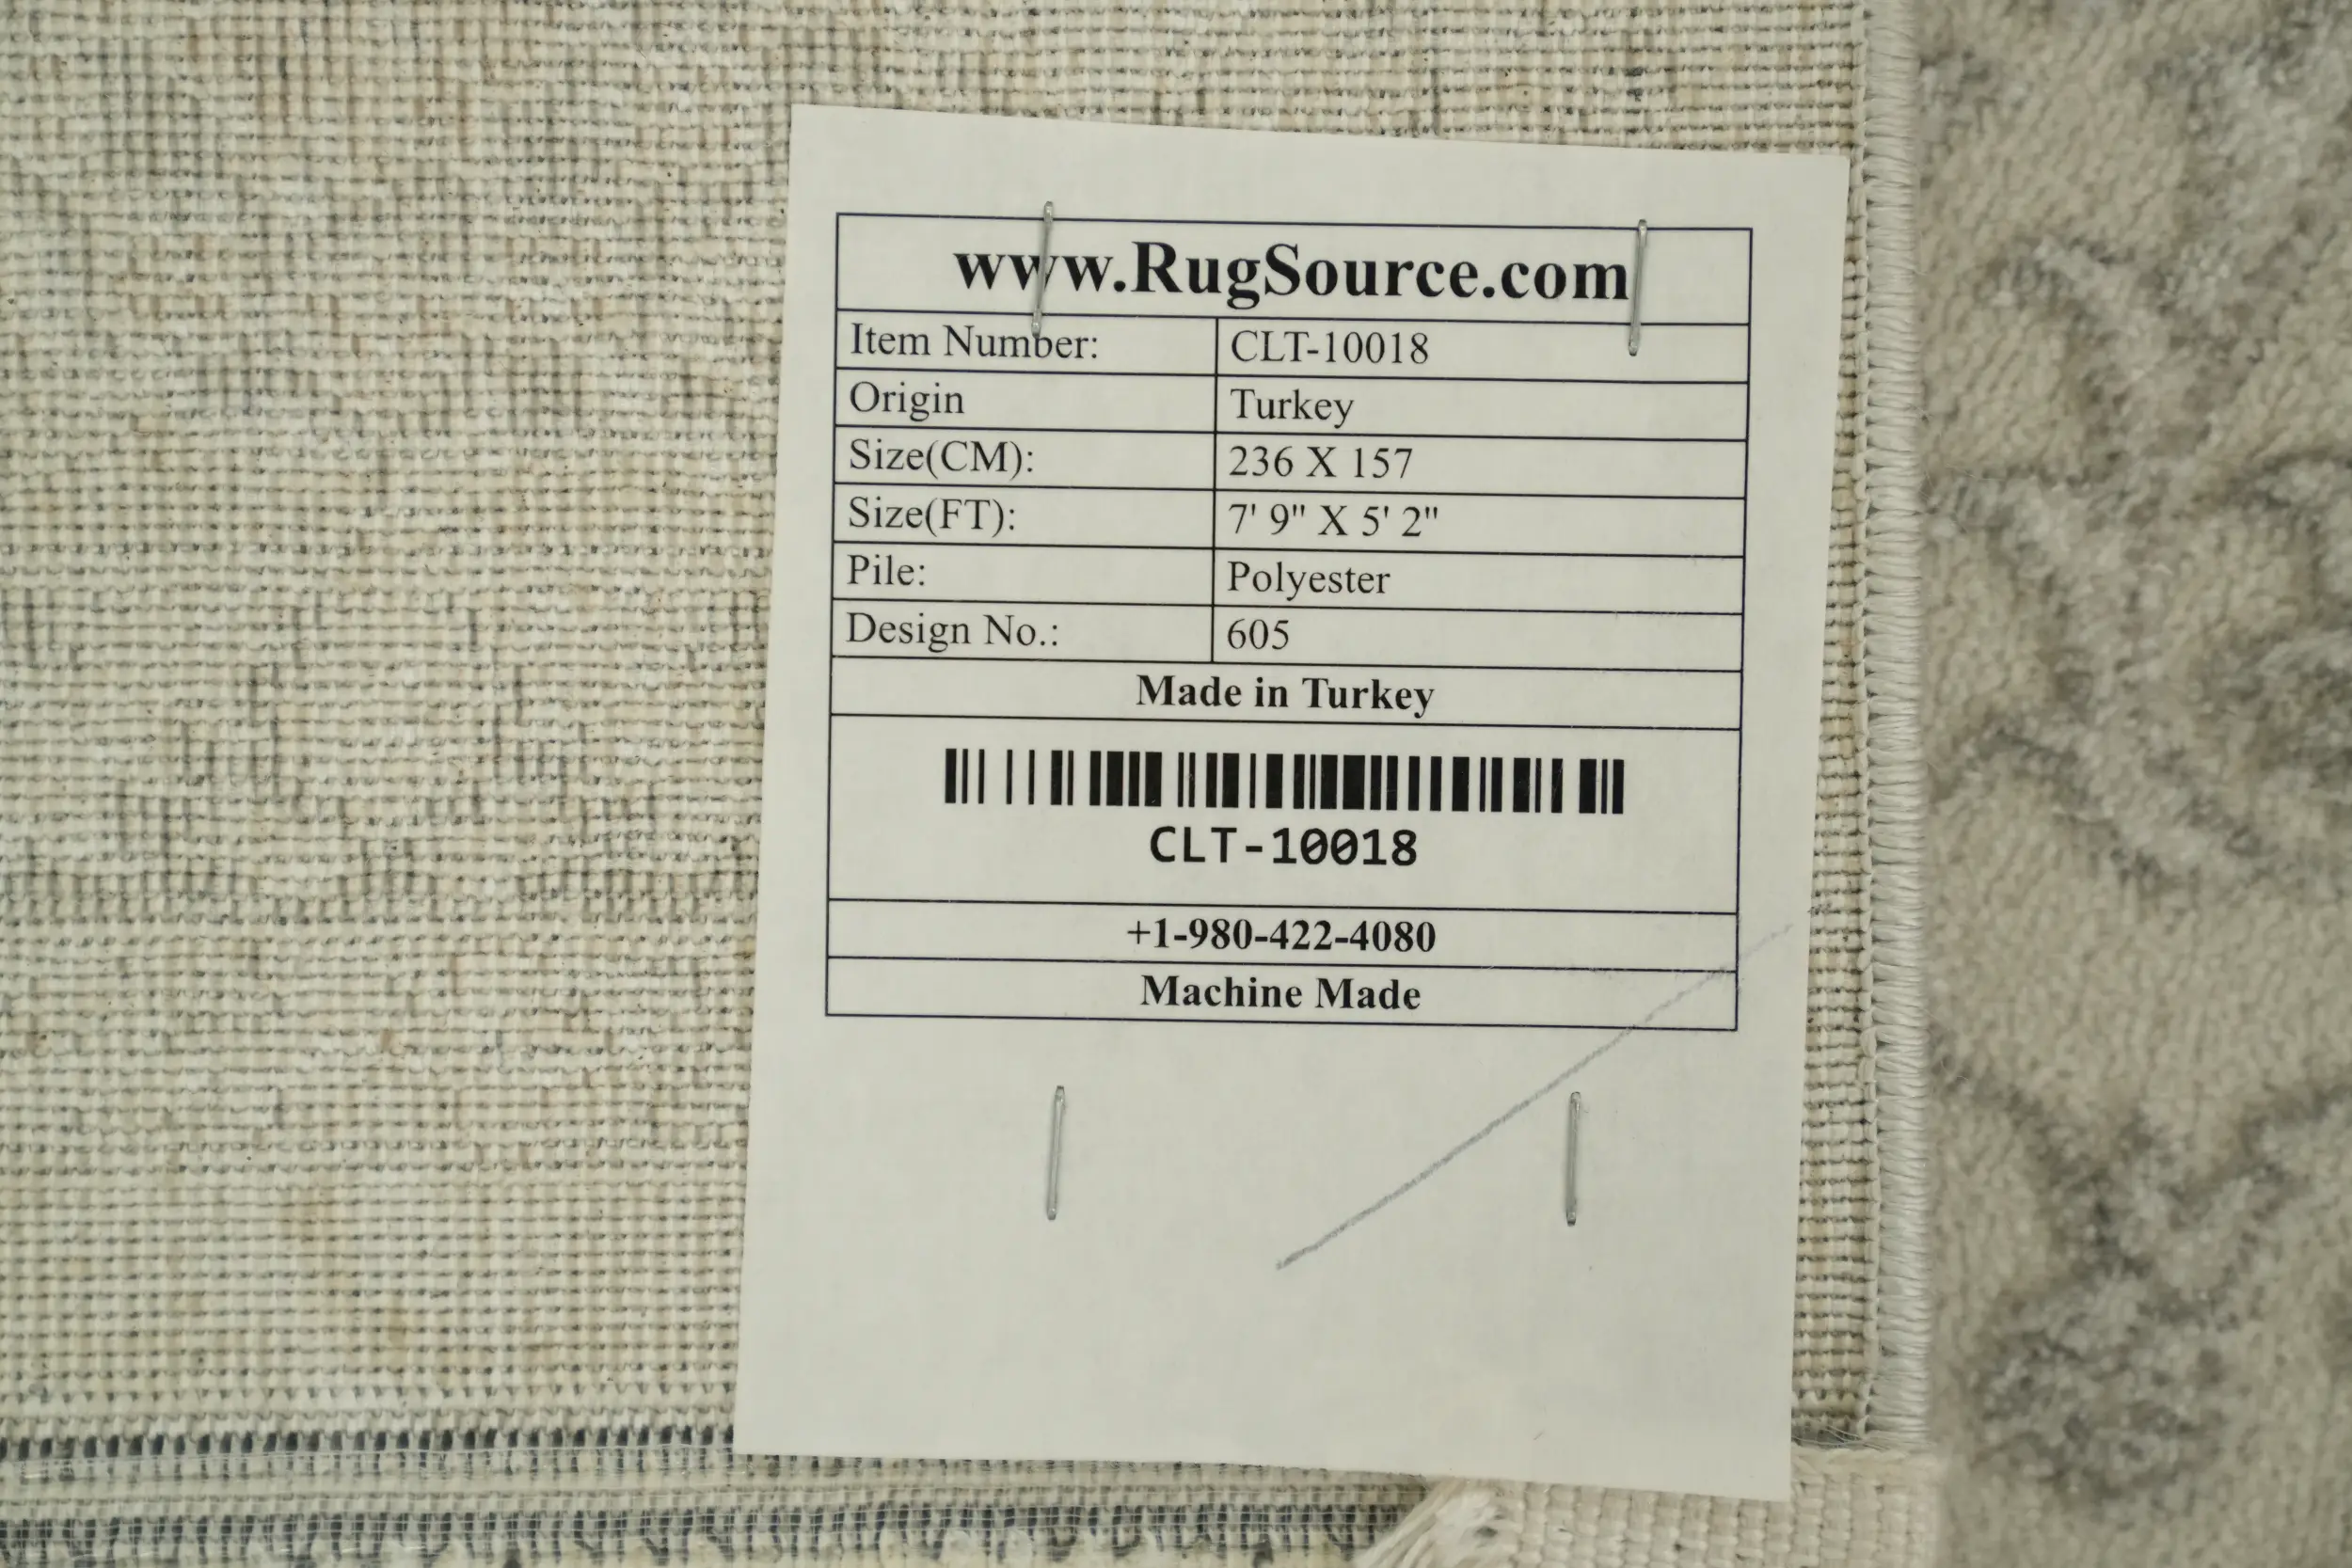 www.RugSource.com
Item Number: CLT-10018
Origin Turkey
Size(CM): 236 X 157
Size(FT): 7' 9" X 5' 2"
Pile: Polyester
Design No.: 605
Made in Turkey
CLT-10018
+1-980-422-4080
Machine Made